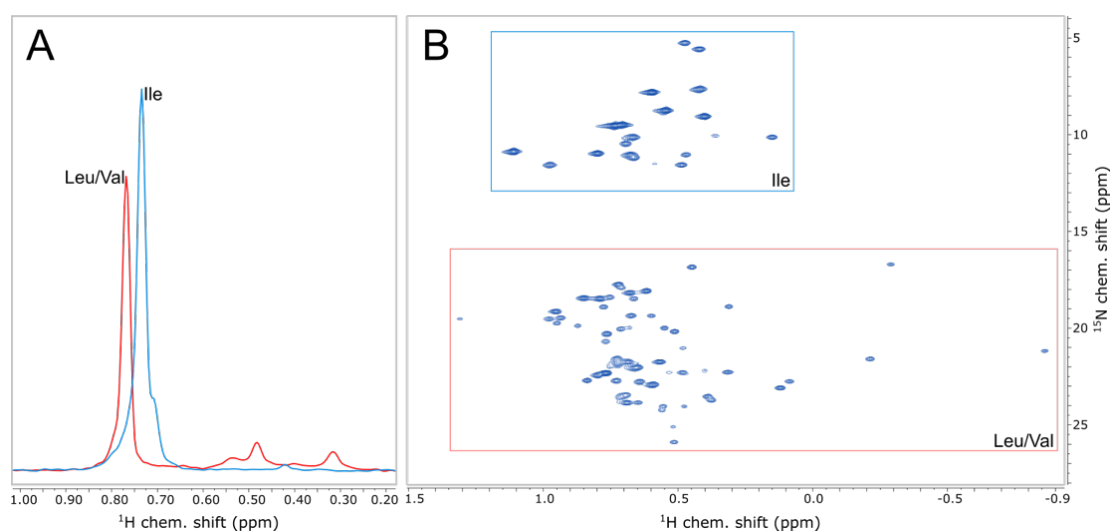 A
Ile
Leu/Val
1.00 0.90 0.80 0.70 0.60 0.50 0.40 0.30 0.20
¹H chem. shift (ppm)
B
Ile
Leu/Val
5
10
15
20
25
¹⁵N chem. shift (ppm)
1.5 1.0 0.5 0.0 -0.5 -0.9
¹H chem. shift (ppm)